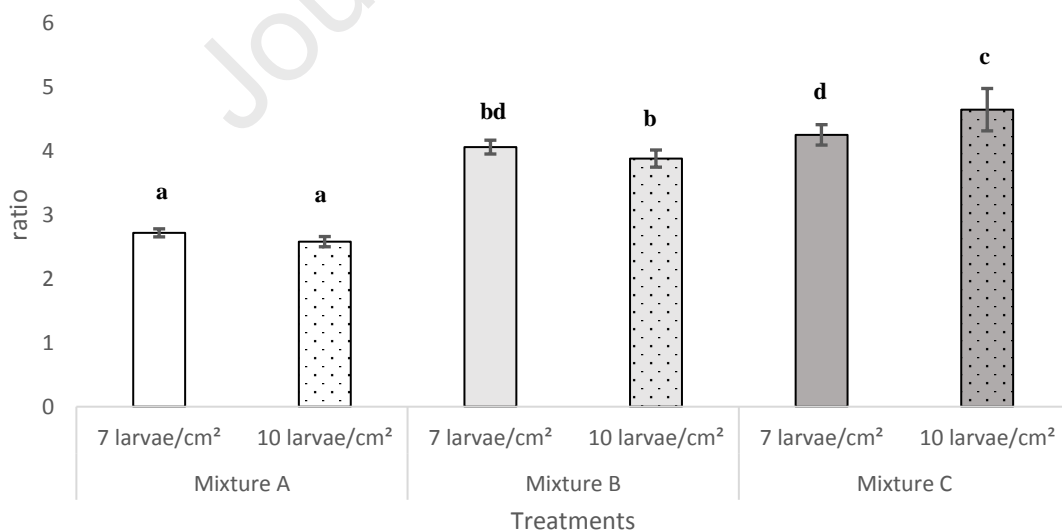 Jou
6
5
4
3
2
1
0
ratio
a
a
bd
b
d
c
7 larvae/cm² 10 larvae/cm² 7 larvae/cm² 10 larvae/cm² 7 larvae/cm² 10 larvae/cm²
Mixture A Mixture B Mixture C
Treatments